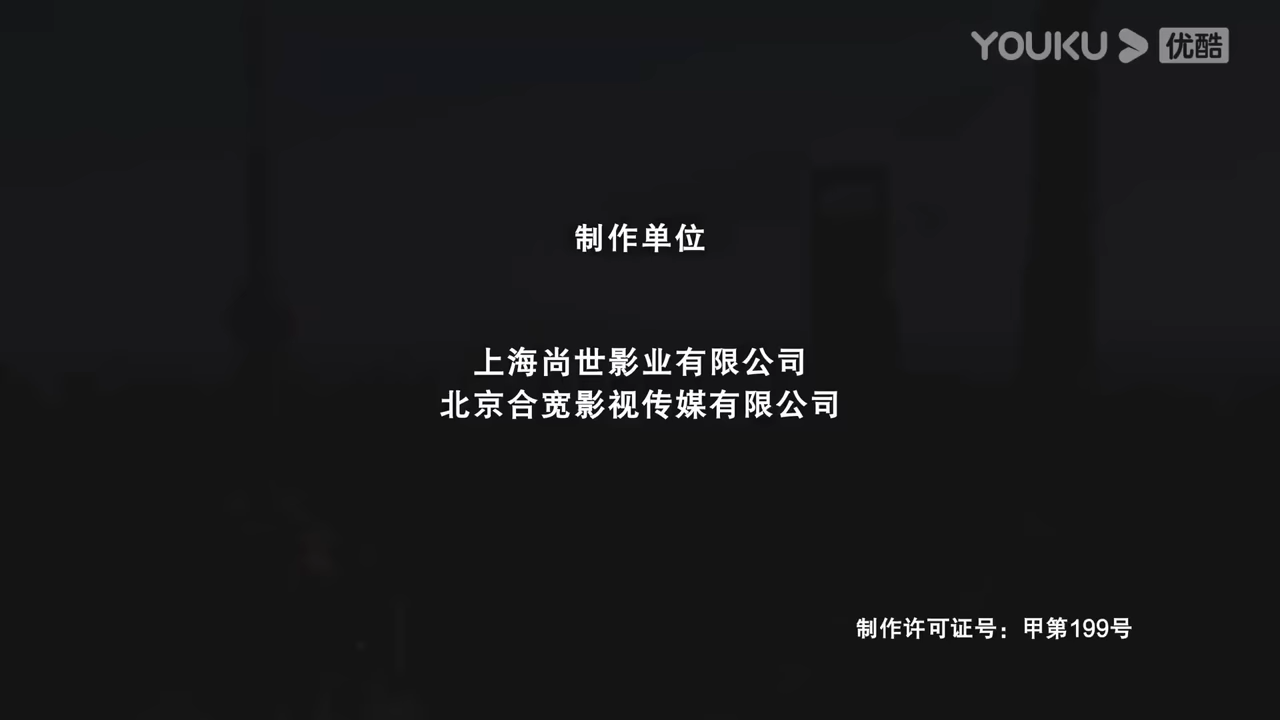 YOUKU 优酷
制作单位
上海尚世影业有限公司
北京合宽影视传媒有限公司
制作许可证号：甲第199号